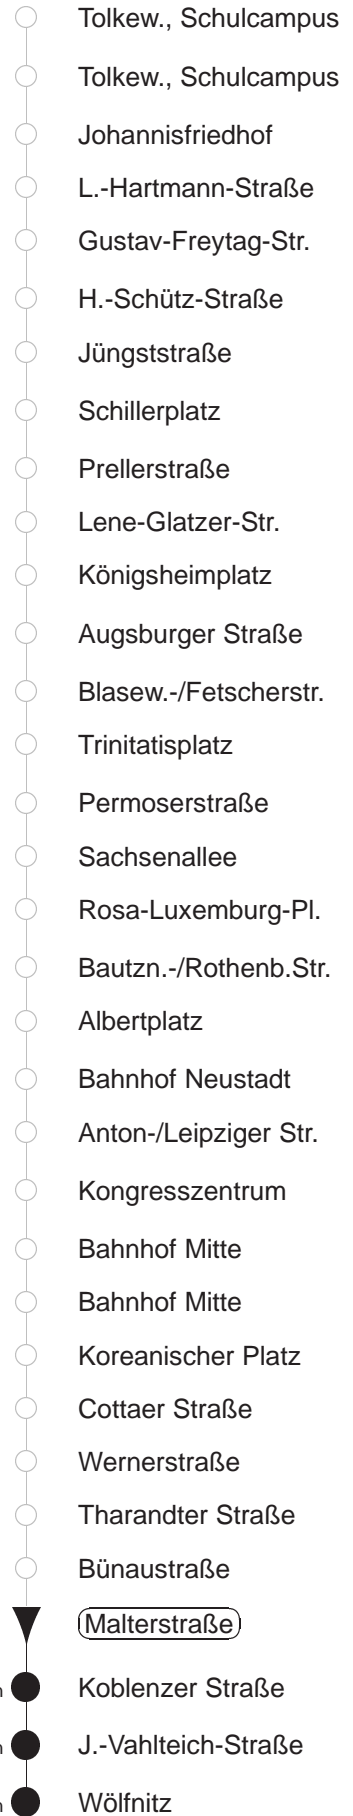 Tolkew., Schulcampus
Tolkew., Schulcampus
Johannisfriedhof
L.-Hartmann-Straße
Gustav-Freytag-Str.
H.-Schütz-Straße
Jüngststraße
Schillerplatz
Prellerstraße
Lene-Glatzer-Str.
Königsheimplatz
Augsburger Straße
Blasew.-/Fetscherstr.
Trinitatisplatz
Permoserstraße
Sachsenallee
Rosa-Luxemburg-Pl.
Bautzn.-/Rothenb.Str.
Albertplatz
Bahnhof Neustadt
Anton-/Leipziger Str.
Kongresszentrum
Bahnhof Mitte
Bahnhof Mitte
Koreanischer Platz
Cottaer Straße
Wernerstraße
Tharandter Straße
Bünaustraße
Malterstraße
Koblenzer Straße
J.-Vahlteich-Straße
Wölfnitz